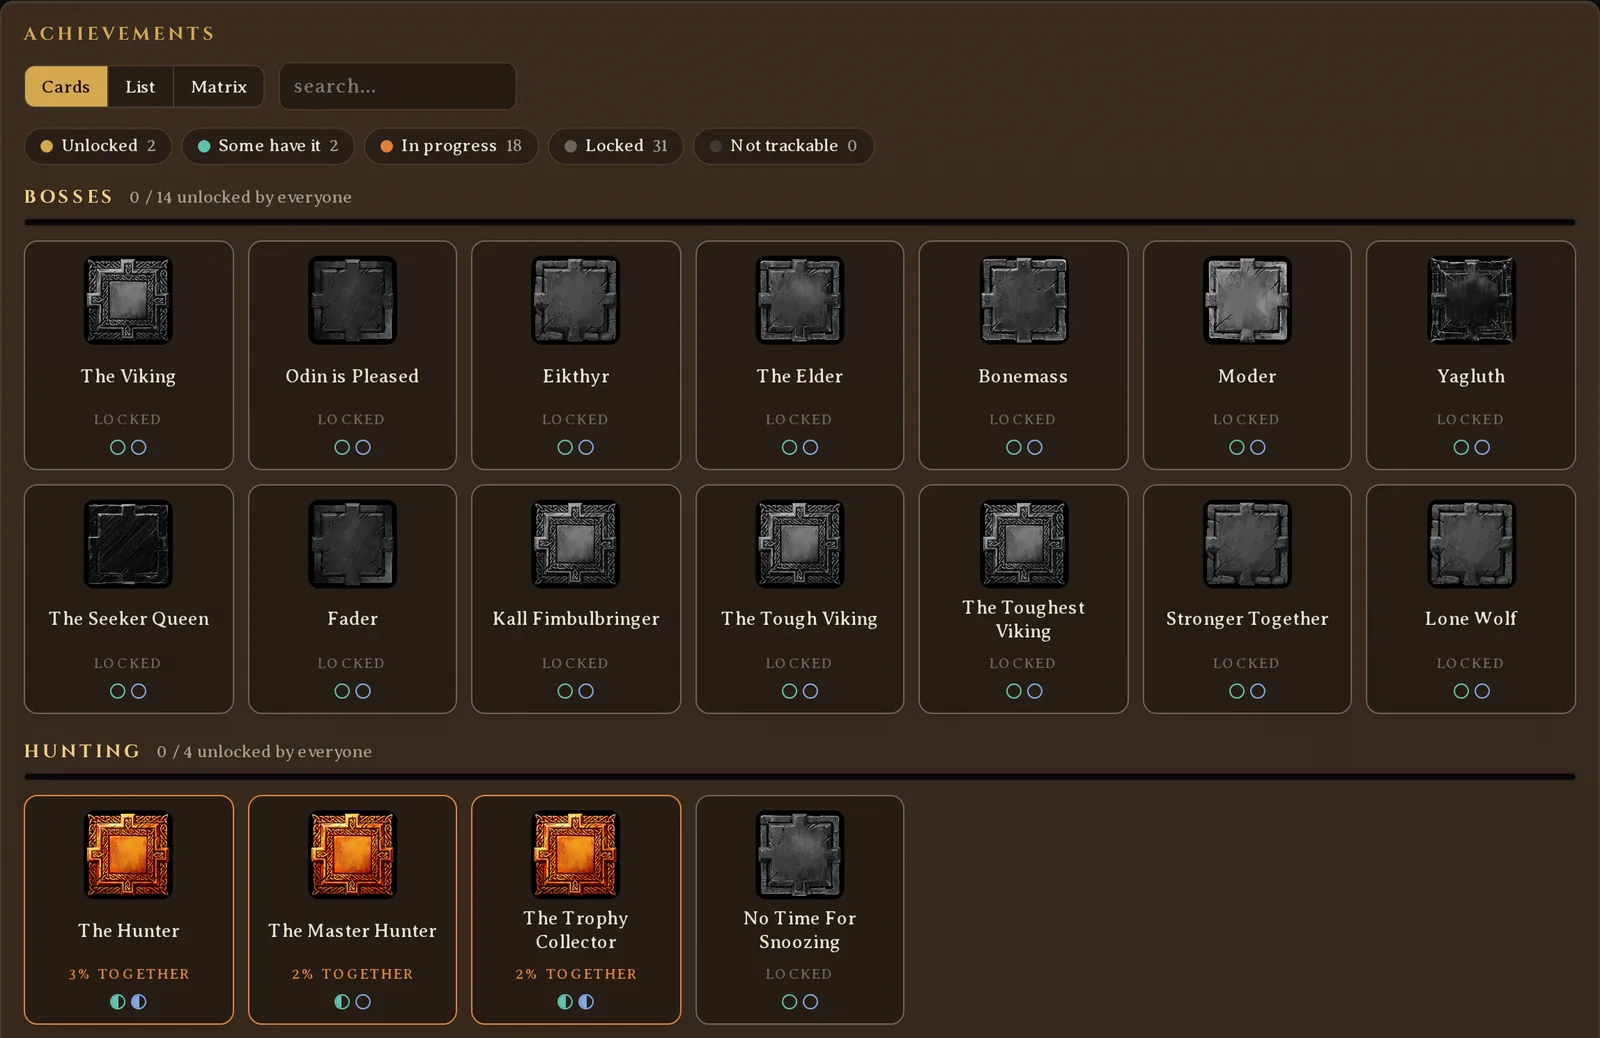 ACHIEVEMENTS
Cards List Matrix search...
Unlocked 2 Some have it 2 In progress 18 Locked 31 Not trackable 0
BOSSES 0 / 14 unlocked by everyone
The Viking Odin is Pleased Eikthyr The Elder Bonemass Moder Yagluth
LOCKED LOCKED LOCKED LOCKED LOCKED LOCKED LOCKED
The Seeker Queen Fader Kall Fimbulbringer The Tough Viking The Toughest Viking Stronger Together Lone Wolf
LOCKED LOCKED LOCKED LOCKED LOCKED LOCKED LOCKED
HUNTING 0 / 4 unlocked by everyone
The Hunter The Master Hunter The Trophy Collector No Time For Snoozing
3% TOGETHER 2% TOGETHER 2% TOGETHER LOCKED